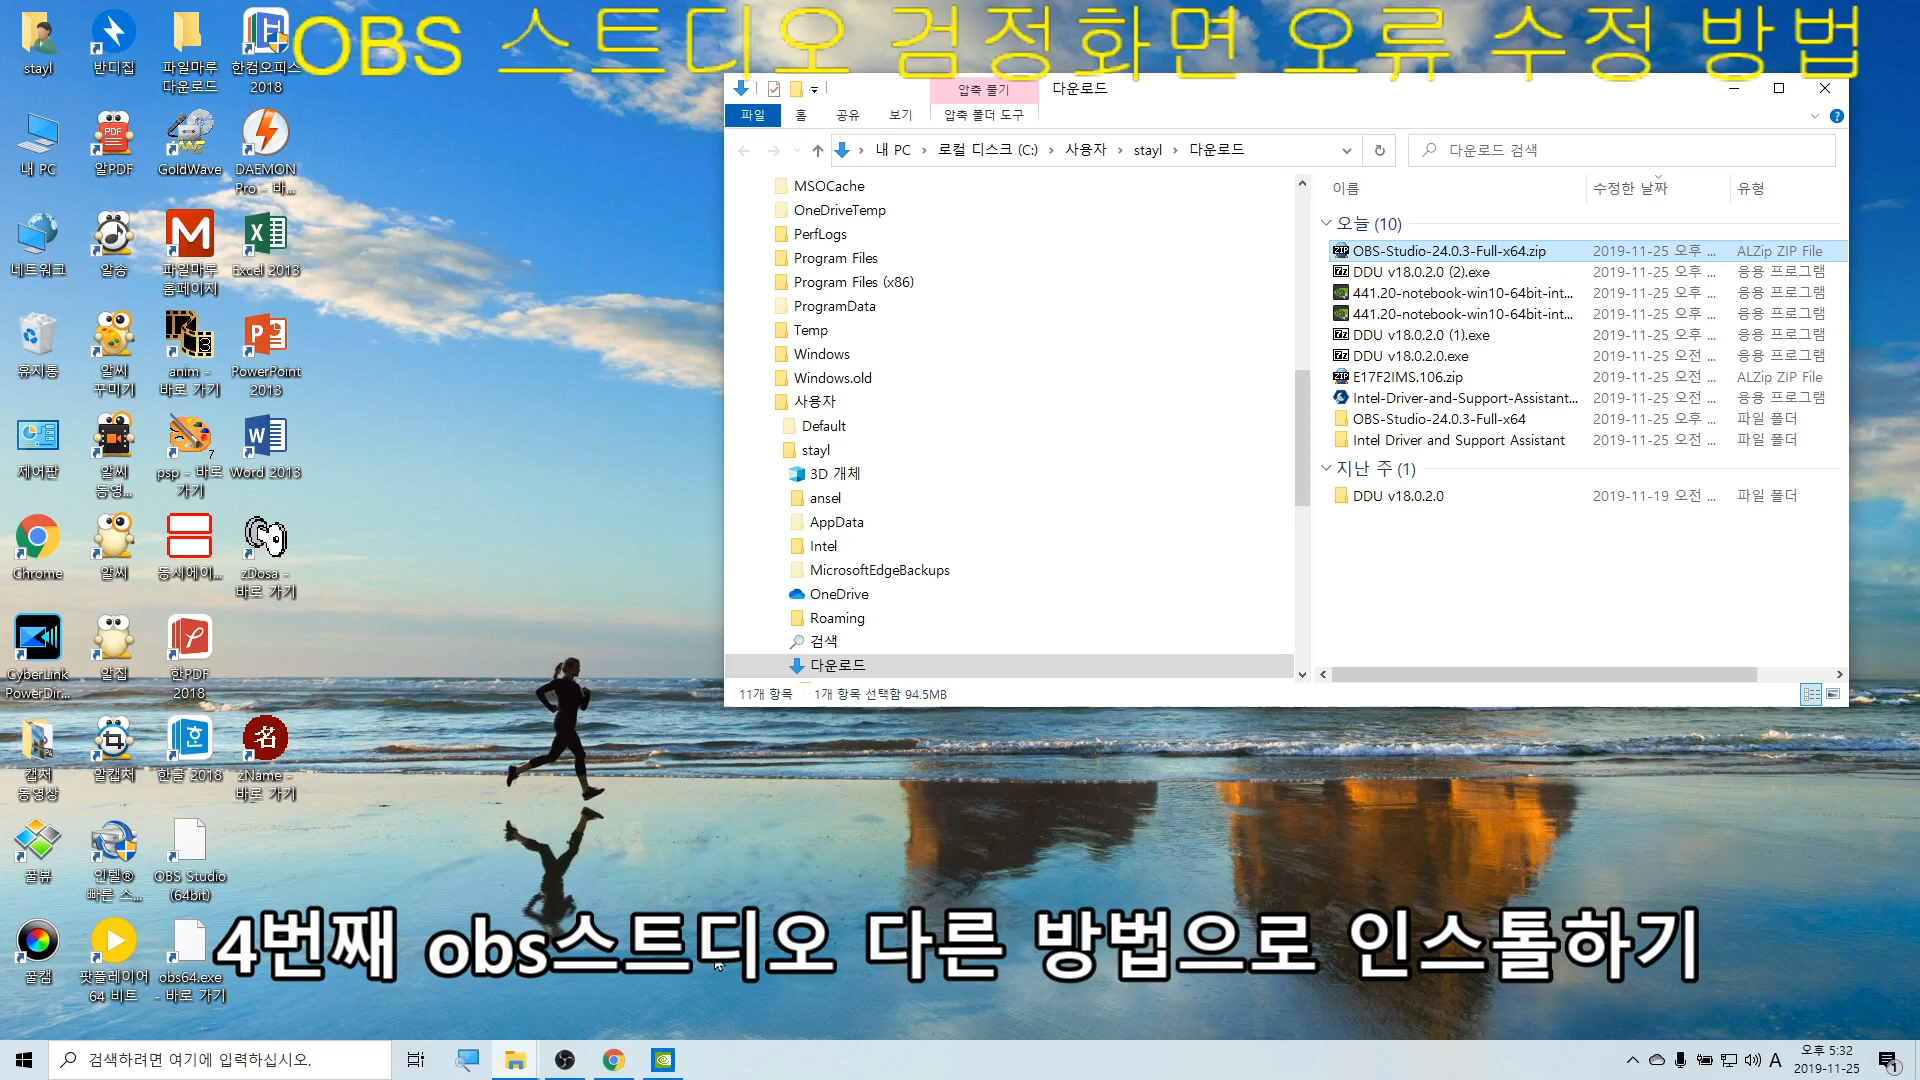 OBS 스튜디오 검정화면 오류 수정 방법
stayl
반디집
파일마루
다운로드
한컴오피스
2018
내 PC
알PDF
GoldWave
DAEMON
Pro - 바...
네트워크
알송
파일마루
홈페이지
Excel 2013
휴지통
알씨
꾸미기
anim -
바로 가기
PowerPoint
2013
제어판
알씨
동영...
psp - 바로
가기
Word 2013
Chrome
알씨
동시에이...
zDosa -
바로 가기
CyberLink
PowerDir...
알집
한PDF
2018
캡처
동영상
알캡처
한글 2018
zName -
바로 가기
꿀뷰
인텔®
빠른 스...
OBS Studio
(64bit)
꿀캠
팟플레이어
64 비트
obs64.exe
- 바로 가기
압축 풀기
다운로드
파일
홈
공유
보기
압축 폴더 도구
내 PC › 로컬 디스크 (C:) › 사용자 › stayl › 다운로드
다운로드 검색
MSOCache
OneDriveTemp
PerfLogs
Program Files
Program Files (x86)
ProgramData
Temp
Windows
Windows.old
사용자
Default
stayl
3D 개체
ansel
AppData
Intel
MicrosoftEdgeBackups
OneDrive
Roaming
검색
다운로드
이름 수정한 날짜 유형
오늘 (10)
OBS-Studio-24.0.3-Full-x64.zip 2019-11-25 오후 ... ALZip ZIP File
DDU v18.0.2.0 (2).exe 2019-11-25 오후 ... 응용 프로그램
441.20-notebook-win10-64bit-int... 2019-11-25 오후 ... 응용 프로그램
441.20-notebook-win10-64bit-int... 2019-11-25 오후 ... 응용 프로그램
DDU v18.0.2.0 (1).exe 2019-11-25 오후 ... 응용 프로그램
DDU v18.0.2.0.exe 2019-11-25 오전 ... 응용 프로그램
E17F2IMS.106.zip 2019-11-25 오전 ... ALZip ZIP File
Intel-Driver-and-Support-Assistant... 2019-11-25 오전 ... 응용 프로그램
OBS-Studio-24.0.3-Full-x64 2019-11-25 오후 ... 파일 폴더
Intel Driver and Support Assistant 2019-11-25 오전 ... 파일 폴더
지난 주 (1)
DDU v18.0.2.0 2019-11-19 오전 ... 파일 폴더
11개 항목 1개 항목 선택함 94.5MB
4번째 obs스튜디오 다른 방법으로 인스톨하기
검색하려면 여기에 입력하십시오.
A
오후 5:32
2019-11-25
1